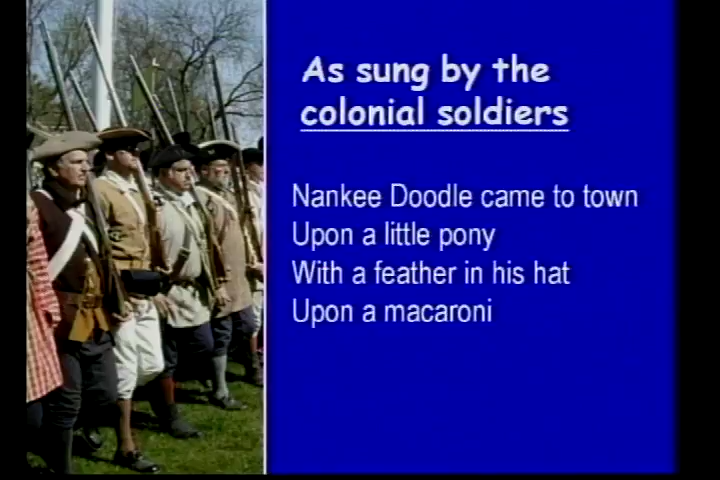 As sung by the
colonial soldiers
Nankee Doodle came to town
Upon a little pony
With a feather in his hat
Upon a macaroni